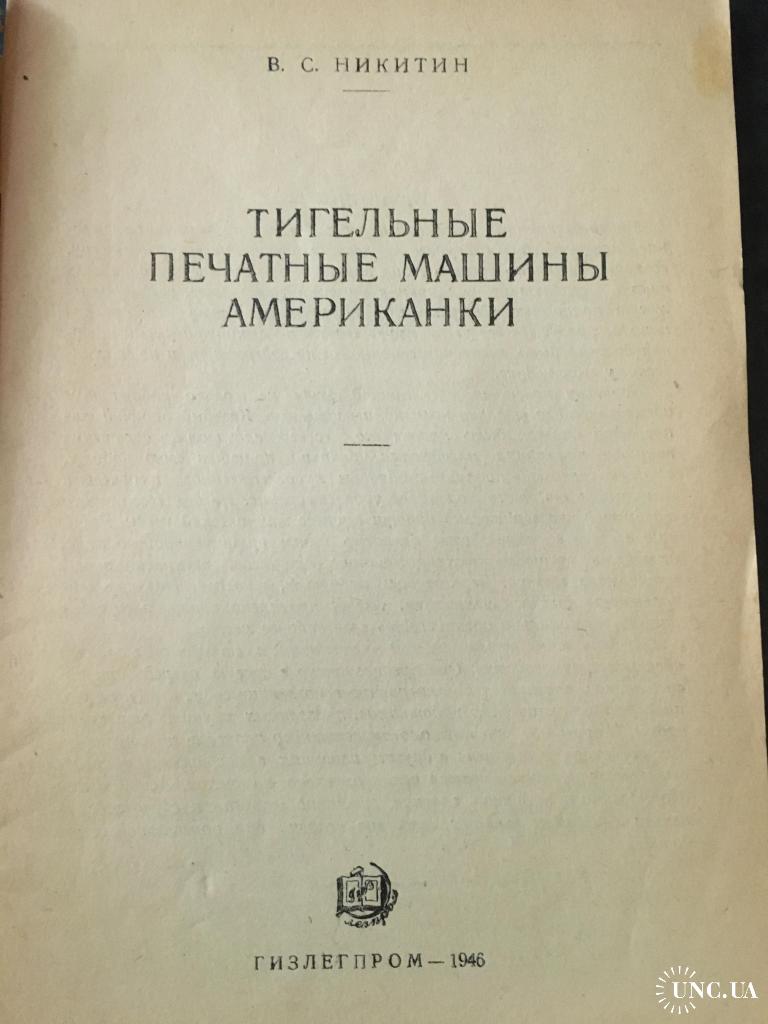 В. С. НИКИТИН
ТИГЕЛЬНЫЕ
ПЕЧАТНЫЕ МАШИНЫ
АМЕРИКАНКИ
ГИЗЛЕГПРОМ — 1946
UNC.UA